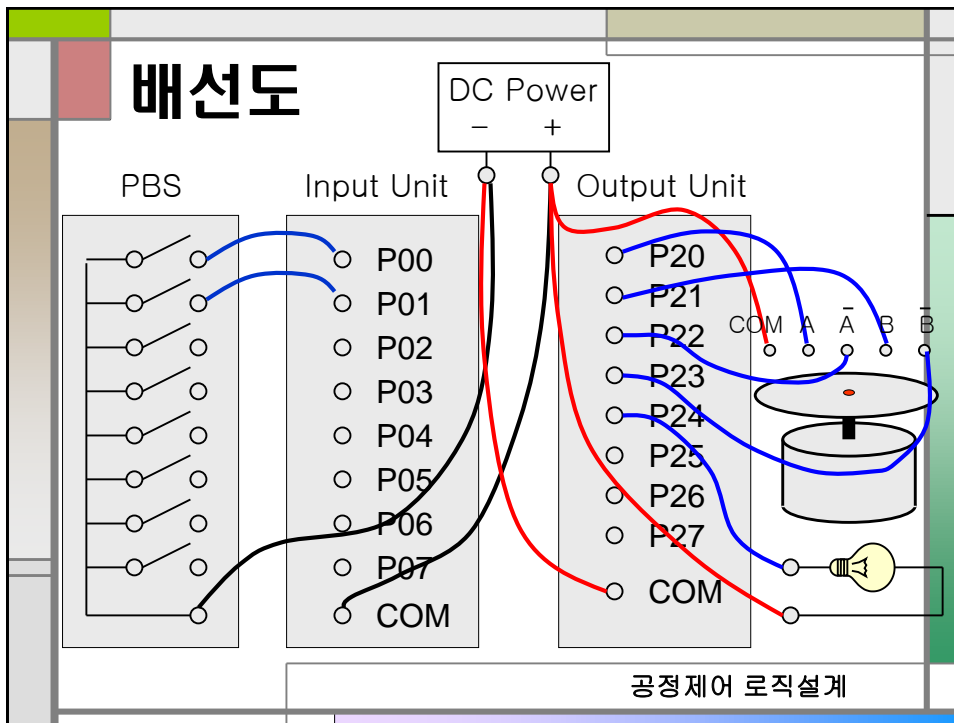 배선도
DC Power
− +
PBS
Input Unit
Output Unit
P00
P01
P02
P03
P04
P05
P06
P07
COM
P20
P21
P22
P23
P24
P25
P26
P27
COM
COM A A̅ B B̅
공정제어 로직설계